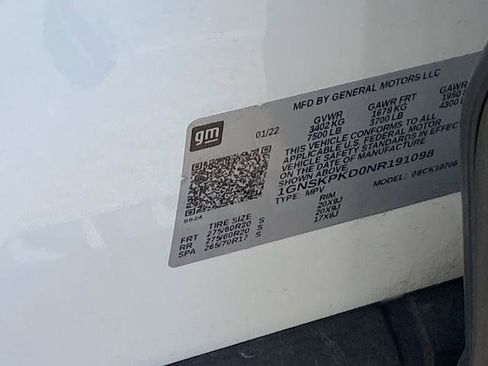 MFD BY GENERAL MOTORS LLC
gm
01/22
GVWR GAWR FRT GAWR
3402 KG 1678 KG 1950
7500 LB 3700 LB 4300
THIS VEHICLE CONFORMS TO ALL
APPLICABLE U.S. FEDERAL MOTOR
VEHICLE SAFETY STANDARDS IN EFFECT
ON THE DATE OF MANUFACTURE
1GNSKPKD0NR191098
TYPE: MPV MODEL:
TIRE SIZE RIM
FRT 275/60R20 S 20X9J
RR 275/60R20 S 20X9J
SPA 265/70R17 S 17X8J